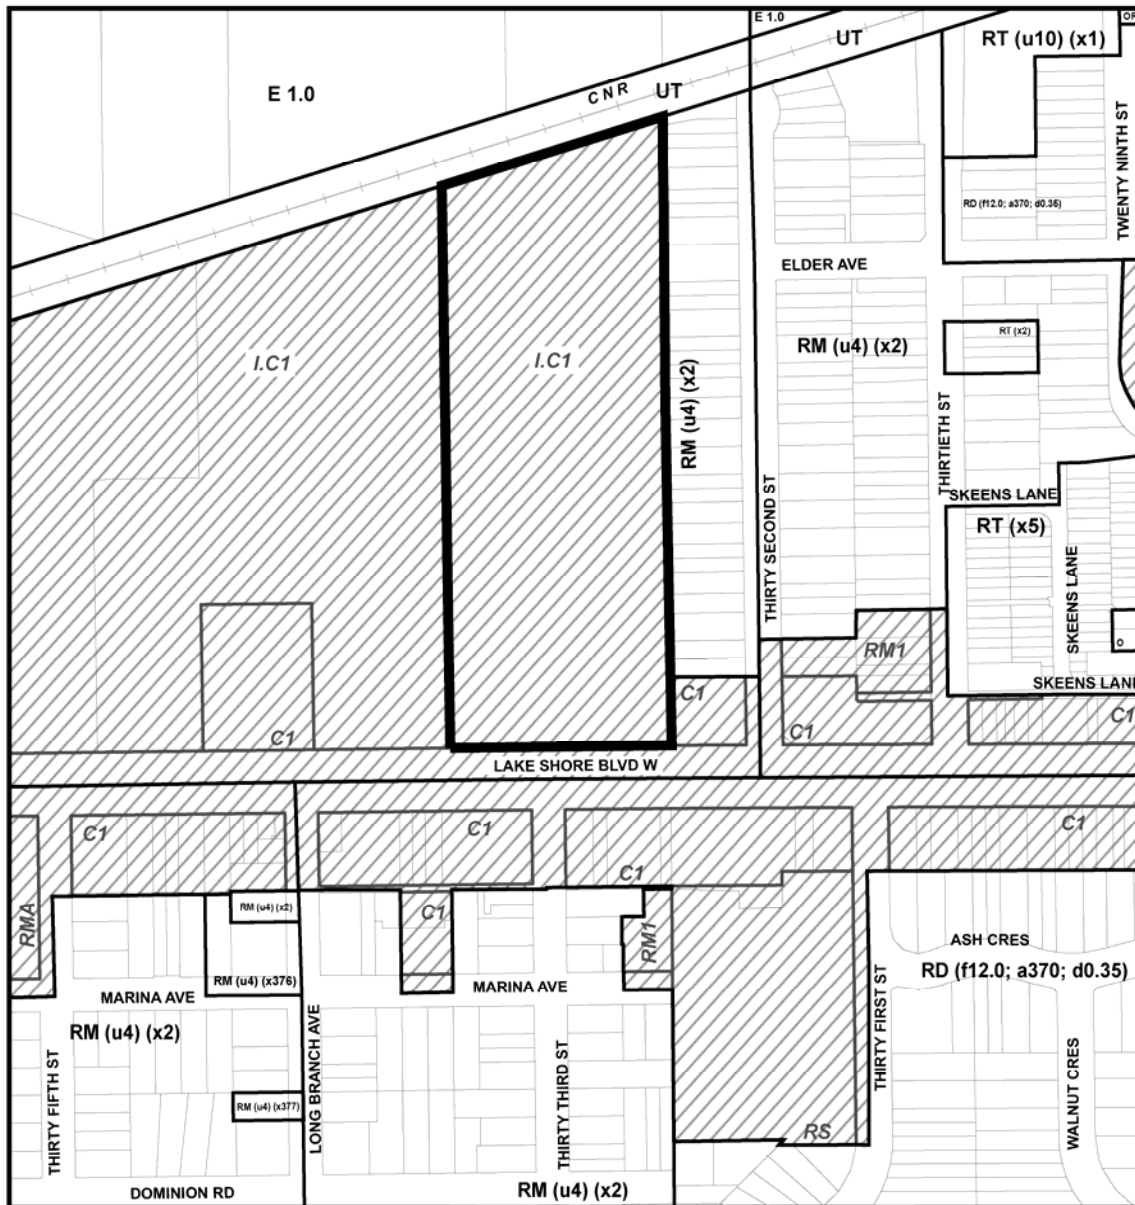 E 1.0
OR
RT (u10) (x1)
UT
E 1.0
CNR
UT
TWENTY NINTH ST
RD (f12.0; a370; d0.35)
ELDER AVE
RT (x2)
RM (u4) (x2)
I.C1
I.C1
RM (u4) (x2)
THIRTIETH ST
SKEENS LANE
RT (x5)
THIRTY SECOND ST
SKEENS LANE
O
RM1
SKEENS LANE
C1
C1
C1
C1
LAKE SHORE BLVD W
C1
C1
C1
C1
RMA
RM (u4) (x2)
C1
RM1
ASH CRES
RD (f12.0; a370; d0.35)
RM (u4) (x376)
MARINA AVE
MARINA AVE
RM (u4) (x2)
THIRTY FIFTH ST
LONG BRANCH AVE
THIRTY THIRD ST
THIRTY FIRST ST
WALNUT CRES
RM (u4) (x377)
RS
DOMINION RD
RM (u4) (x2)